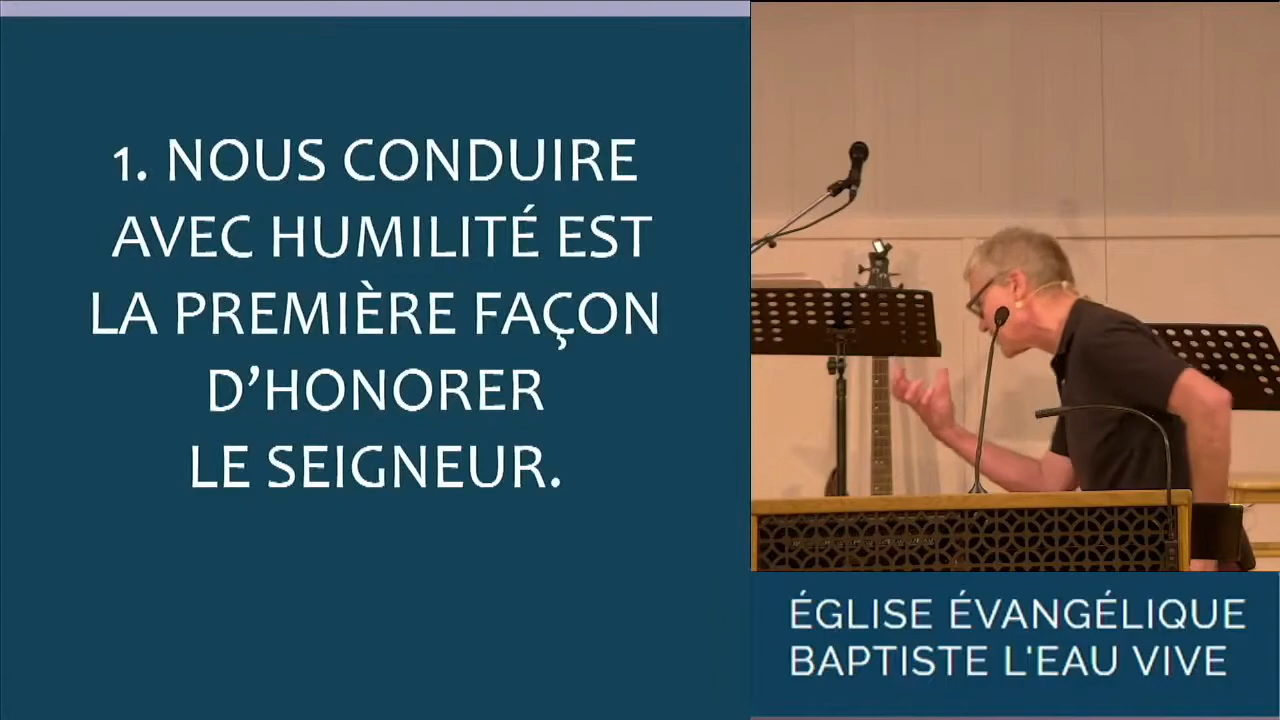 1. NOUS CONDUIRE
AVEC HUMILITÉ EST
LA PREMIÈRE FAÇON
D’HONORER
LE SEIGNEUR.
ÉGLISE ÉVANGÉLIQUE
BAPTISTE L'EAU VIVE